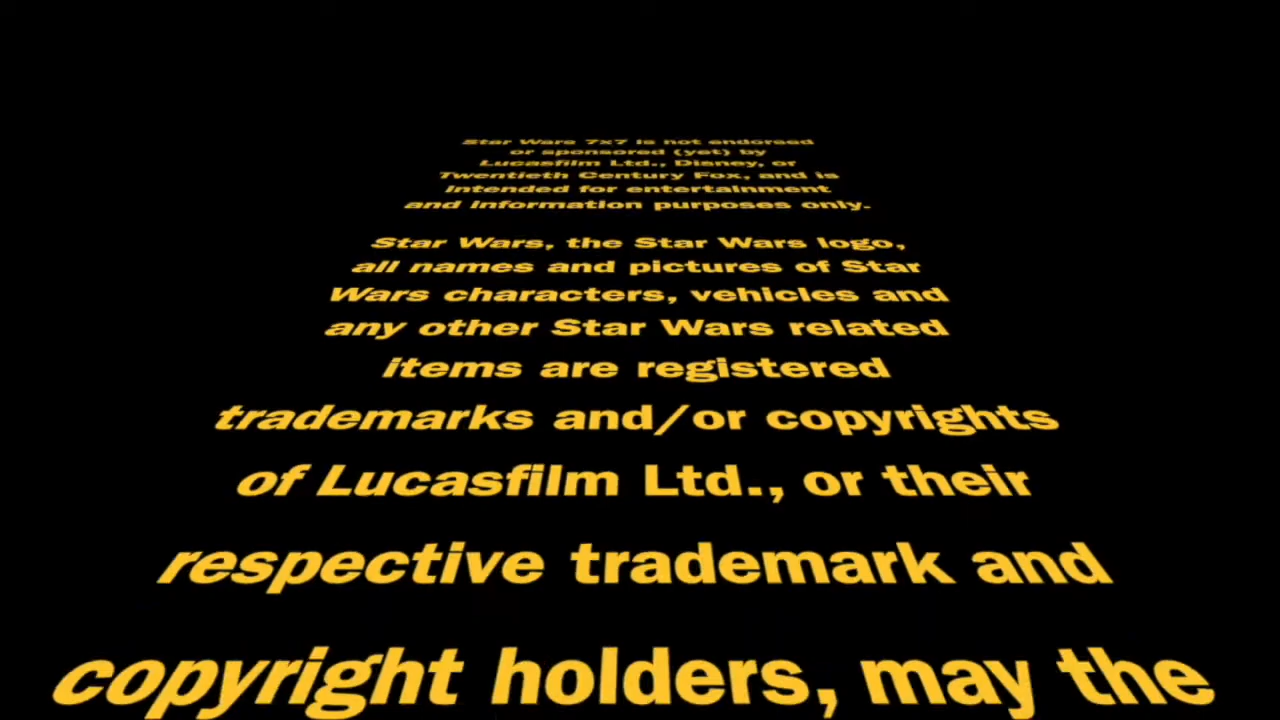 Star Wars 7x7 is not endorsed
or sponsored (yet) by
Lucasfilm Ltd., Disney, or
Twentieth Century Fox, and is
intended for entertainment
and information purposes only.
Star Wars, the Star Wars logo,
all names and pictures of Star
Wars characters, vehicles and
any other Star Wars related
items are registered
trademarks and/or copyrights
of Lucasfilm Ltd., or their
respective trademark and
copyright holders, may the